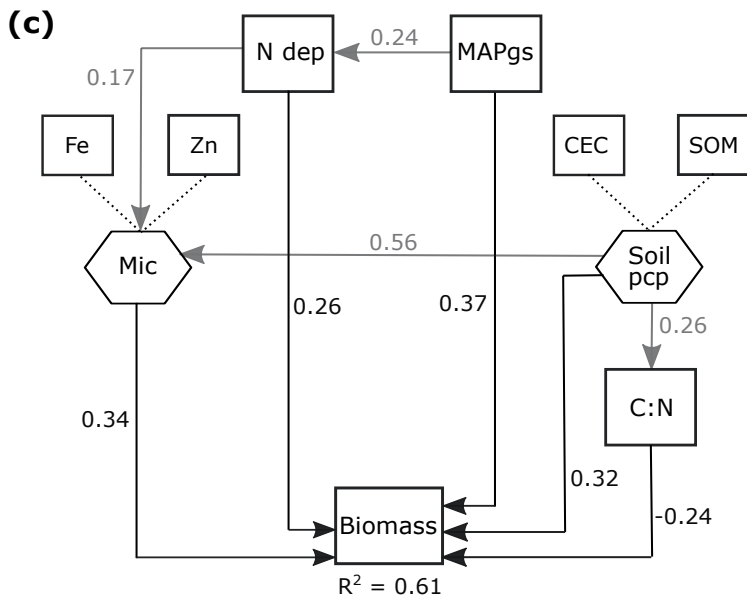 (c)
0.24
N dep
MAPgs
0.17
Fe
Zn
CEC
SOM
0.56
Mic
Soil
pcp
0.26
0.37
0.26
0.34
C:N
0.32
-0.24
Biomass
R² = 0.61